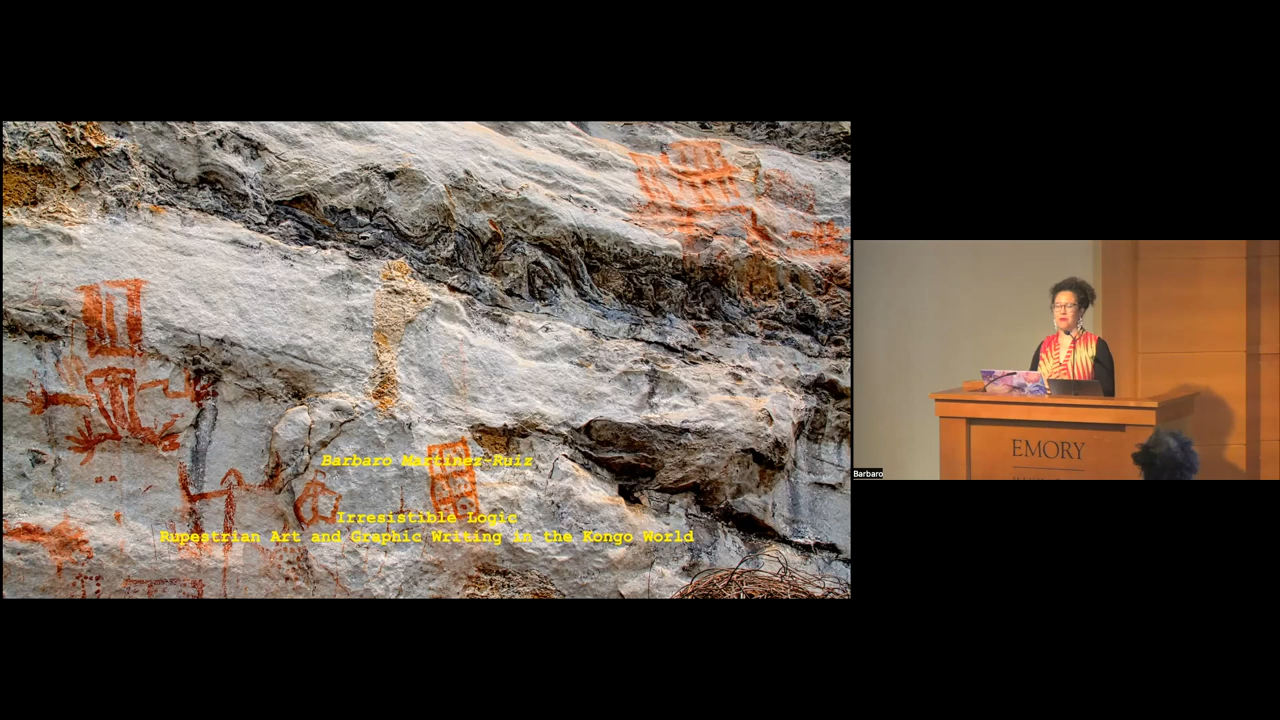 Barbaro Martinez-Ruiz
Irresistible Logic
Rupestrian Art and Graphic Writing in the Kongo World
Barbaro
EMORY